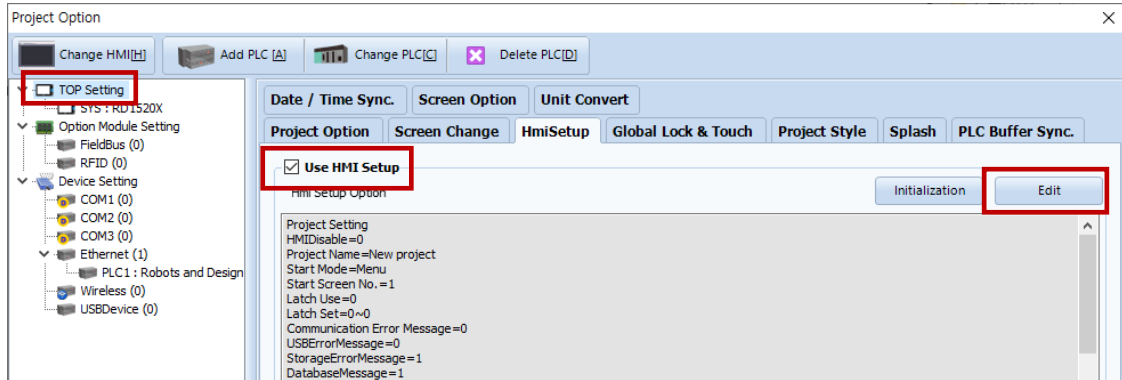 Project Option
Change HMI[H] Add PLC [A] Change PLC[C] Delete PLC[D]
TOP Setting
SYS : RD1520X
Option Module Setting
FieldBus (0)
RFID (0)
Device Setting
COM1 (0)
COM2 (0)
COM3 (0)
Ethernet (1)
PLC1 : Robots and Design
Wireless (0)
USBDevice (0)
Date / Time Sync. Screen Option Unit Convert
Project Option Screen Change HmiSetup Global Lock & Touch Project Style Splash PLC Buffer Sync.
Use HMI Setup
Hmi Setup Option
Initialization Edit
Project Setting
HMIDisable=0
Project Name=New project
Start Mode=Menu
Start Screen No.=1
Latch Use=0
Latch Set=0~0
Communication Error Message=0
USBErrorMessage=0
StorageErrorMessage=1
DatabaseMessage=1